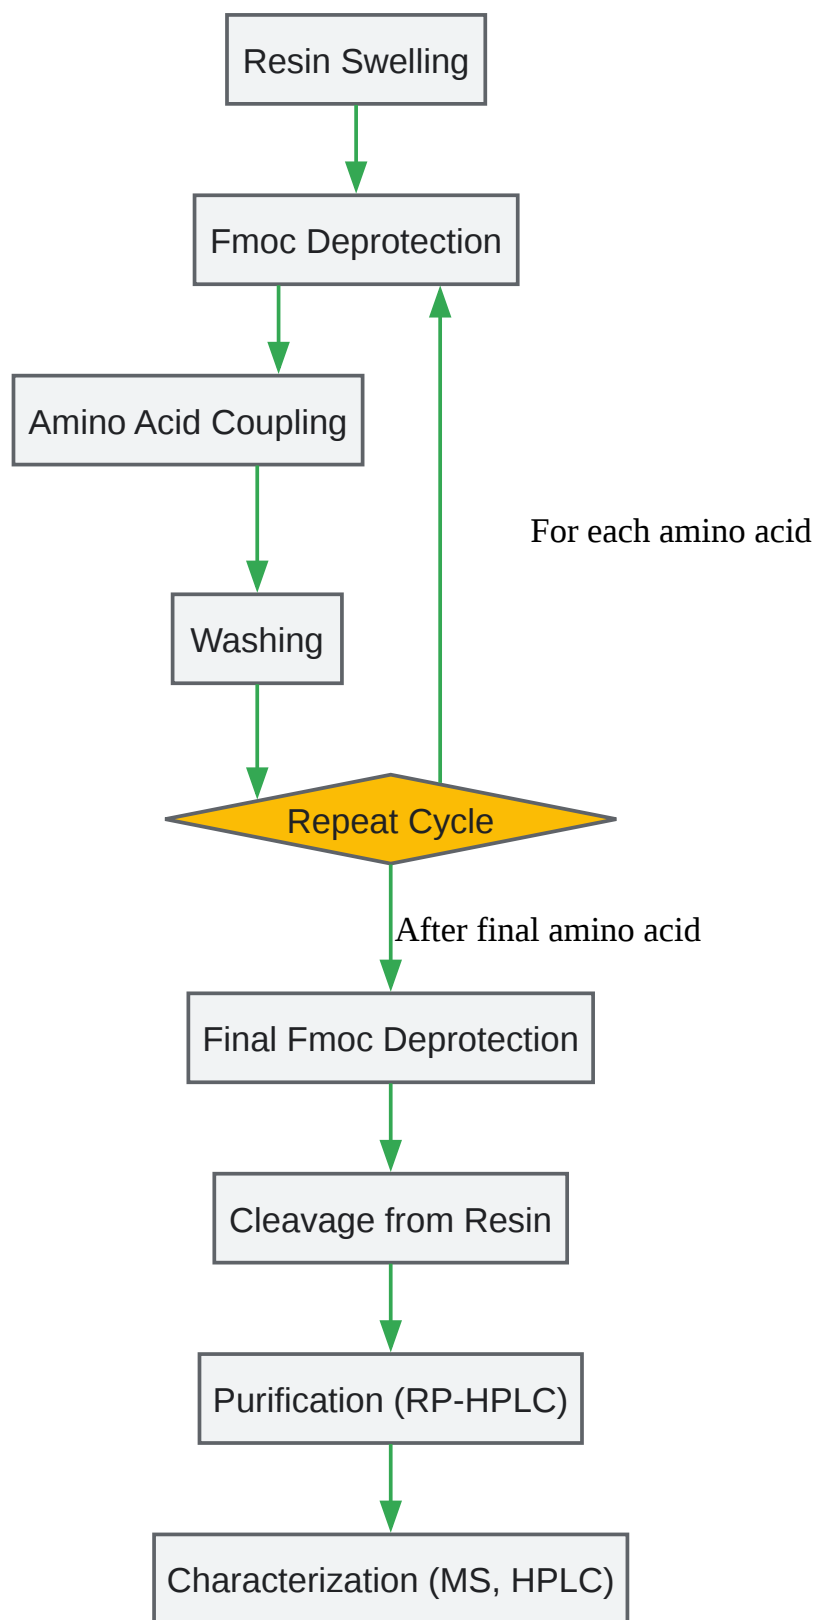 Resin Swelling
Fmoc Deprotection
Amino Acid Coupling
For each amino acid
Washing
Repeat Cycle
After final amino acid
Final Fmoc Deprotection
Cleavage from Resin
Purification (RP-HPLC)
Characterization (MS, HPLC)